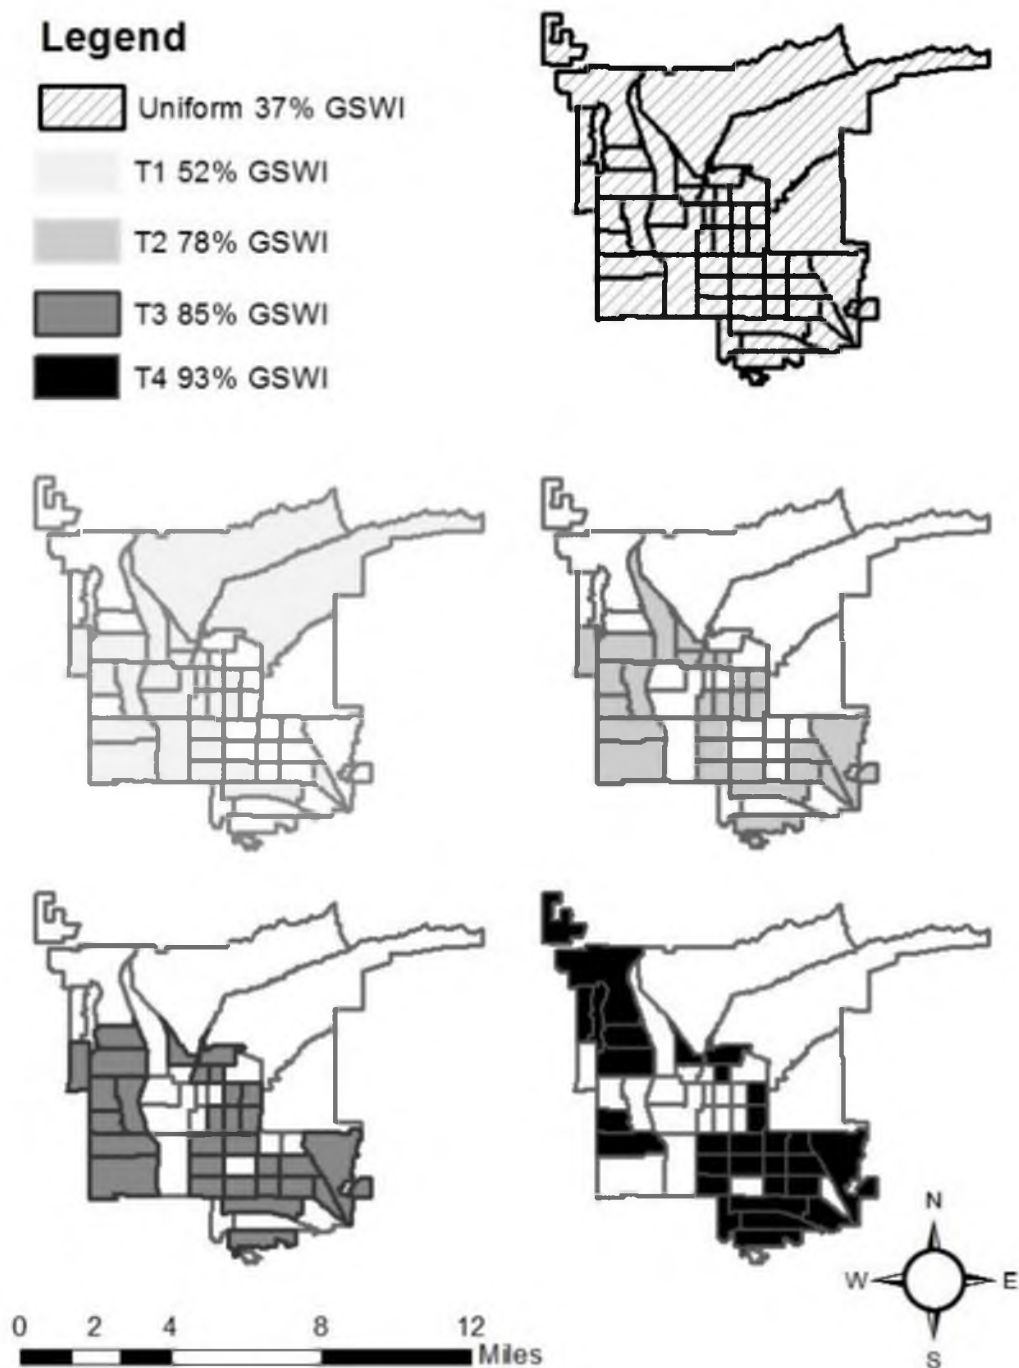 Legend
Uniform 37% GSWI
T1 52% GSWI
T2 78% GSWI
T3 85% GSWI
T4 93% GSWI
N
W E
S
0 2 4 8 12
Miles